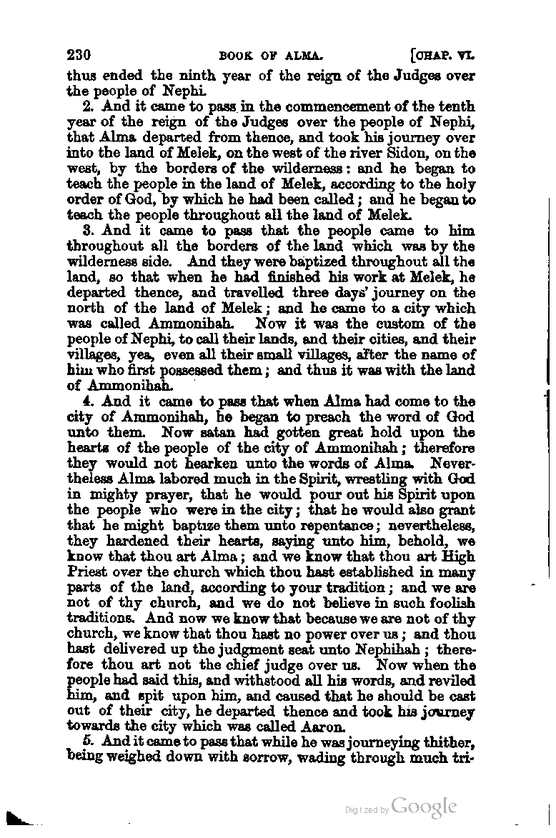 230 BOOK OF ALMA. [CHAP. VI.
thus ended the ninth year of the reign of the Judges over
the people of Nephi.
2. And it came to pass in the commencement of the tenth
year of the reign of the Judges over the people of Nephi,
that Alma departed from thence, and took his journey over
into the land of Melek, on the west of the river Sidon, on the
west, by the borders of the wilderness: and he began to
teach the people in the land of Melek, according to the holy
order of God, by which he had been called; and he began to
teach the people throughout all the land of Melek.
3. And it came to pass that the people came to him
throughout all the borders of the land which was by the
wilderness side. And they were baptized throughout all the
land, so that when he had finished his work at Melek, he
departed thence, and travelled three days' journey on the
north of the land of Melek; and he came to a city which
was called Ammonihah. Now it was the custom of the
people of Nephi, to call their lands, and their cities, and their
villages, yea, even all their small villages, after the name of
him who first possessed them; and thus it was with the land
of Ammonihah.
4. And it came to pass that when Alma had come to the
city of Ammonihah, he began to preach the word of God
unto them. Now satan had gotten great hold upon the
hearts of the people of the city of Ammonihah; therefore
they would not hearken unto the words of Alma. Never-
theless Alma labored much in the Spirit, wrestling with God
in mighty prayer, that he would pour out his Spirit upon
the people who were in the city; that he would also grant
that he might baptize them unto repentance; nevertheless,
they hardened their hearts, saying unto him, behold, we
know that thou art Alma; and we know that thou art High
Priest over the church which thou hast established in many
parts of the land, according to your tradition; and we are
not of thy church, and we do not believe in such foolish
traditions. And now we know that because we are not of thy
church, we know that thou hast no power over us; and thou
hast delivered up the judgment seat unto Nephihah; there-
fore thou art not the chief judge over us. Now when the
people had said this, and withstood all his words, and reviled
him, and spit upon him, and caused that he should be cast
out of their city, he departed thence and took his journey
towards the city which was called Aaron.
5. And it came to pass that while he was journeying thither,
being weighed down with sorrow, wading through much tri-
Digitized by Google